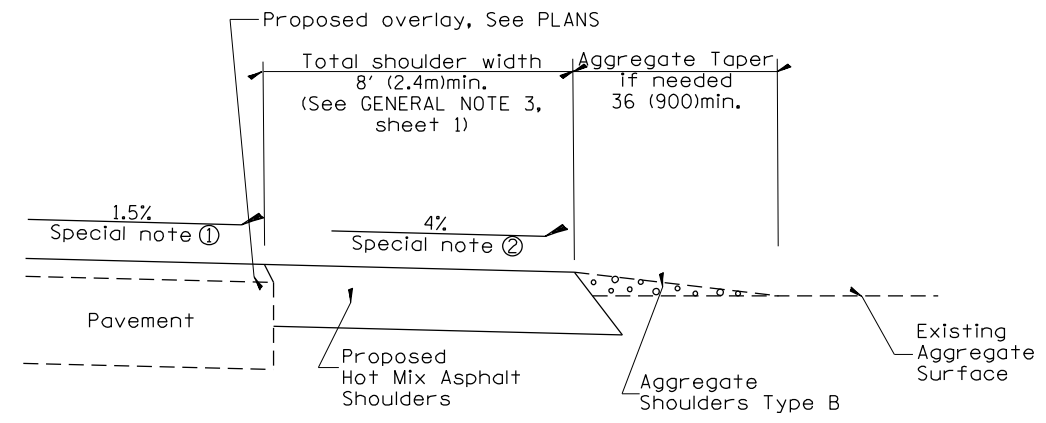 Proposed overlay, See PLANS
Total shoulder width
8' (2.4m)min.
(See GENERAL NOTE 3,
sheet 1)
Aggregate Taper
if needed
36 (900)min.
1.5%
Special note ①
4%
Special note ②
Pavement
Proposed
Hot Mix Asphalt
Shoulders
Aggregate
Shoulders Type B
Existing
Aggregate
Surface